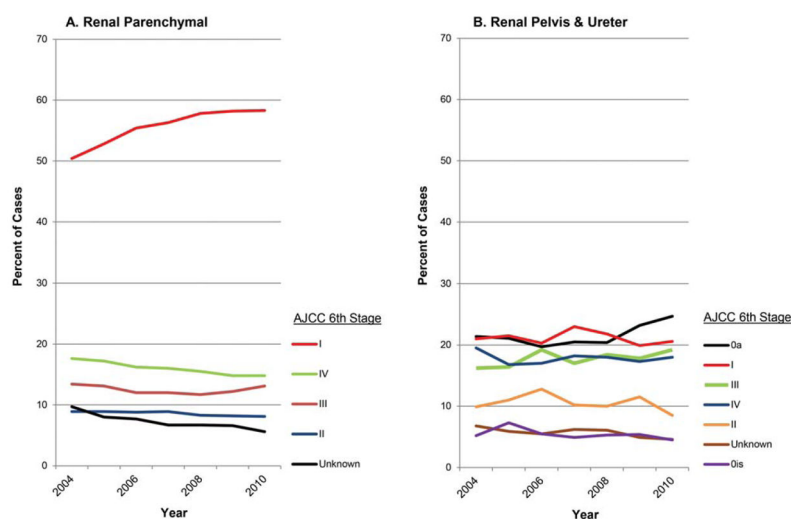 A. Renal Parenchymal
70
60
50
40
30
20
10
0
Percent of Cases
2004
2006
2008
2010
Year
AJCC 6th Stage
I
IV
III
II
Unknown
B. Renal Pelvis & Ureter
70
60
50
40
30
20
10
0
Percent of Cases
2004
2006
2008
2010
Year
AJCC 6th Stage
0a
I
III
IV
II
Unknown
0is